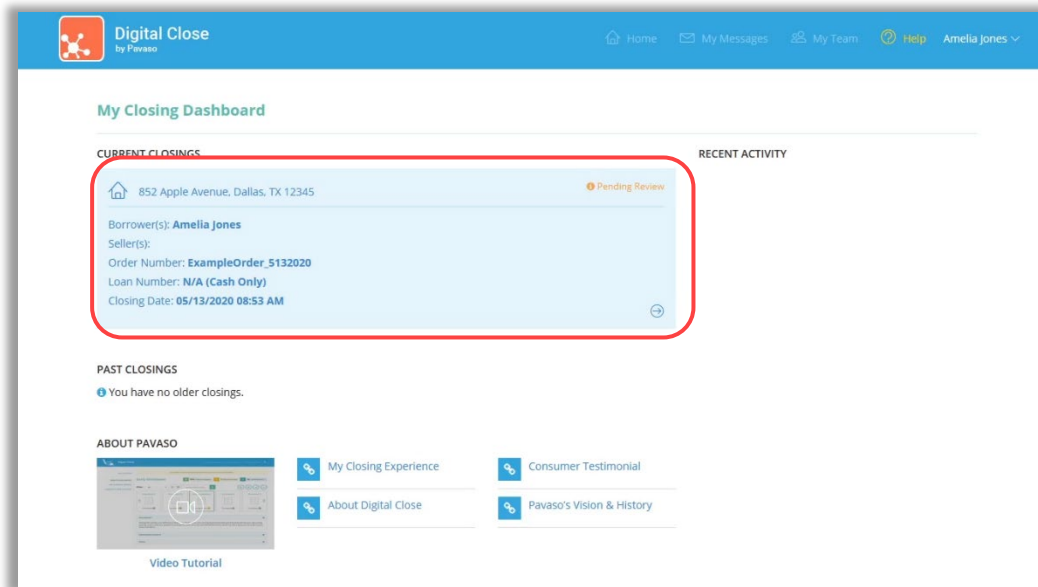 Digital Close
by Pavaso
Home My Messages My Team Help Amelia Jones
My Closing Dashboard
CURRENT CLOSINGS
852 Apple Avenue, Dallas, TX 12345 Pending Review
Borrower(s): Amelia Jones
Seller(s):
Order Number: ExampleOrder_5132020
Loan Number: N/A (Cash Only)
Closing Date: 05/13/2020 08:53 AM
RECENT ACTIVITY
PAST CLOSINGS
You have no older closings.
ABOUT PAVASO
Video Tutorial
My Closing Experience
About Digital Close
Consumer Testimonial
Pavaso's Vision & History